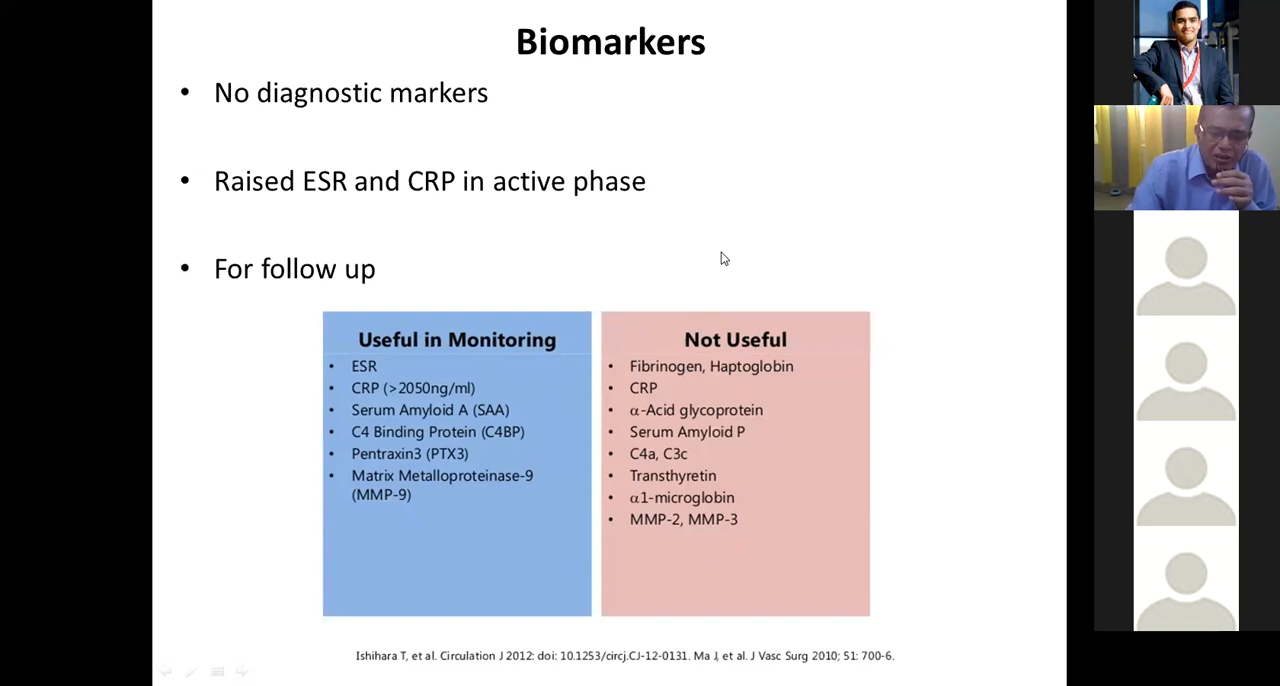 Biomarkers
• No diagnostic markers
• Raised ESR and CRP in active phase
• For follow up
Useful in Monitoring
• ESR
• CRP (>2050ng/ml)
• Serum Amyloid A (SAA)
• C4 Binding Protein (C4BP)
• Pentraxin3 (PTX3)
• Matrix Metalloproteinase-9
(MMP-9)
Not Useful
• Fibrinogen, Haptoglobin
• CRP
• α-Acid glycoprotein
• Serum Amyloid P
• C4a, C3c
• Transthyretin
• α1-microglobin
• MMP-2, MMP-3
Ishihara T, et al. Circulation J 2012: doi: 10.1253/circj.CJ-12-0131. Ma J, et al. J Vasc Surg 2010; 51: 700-6.